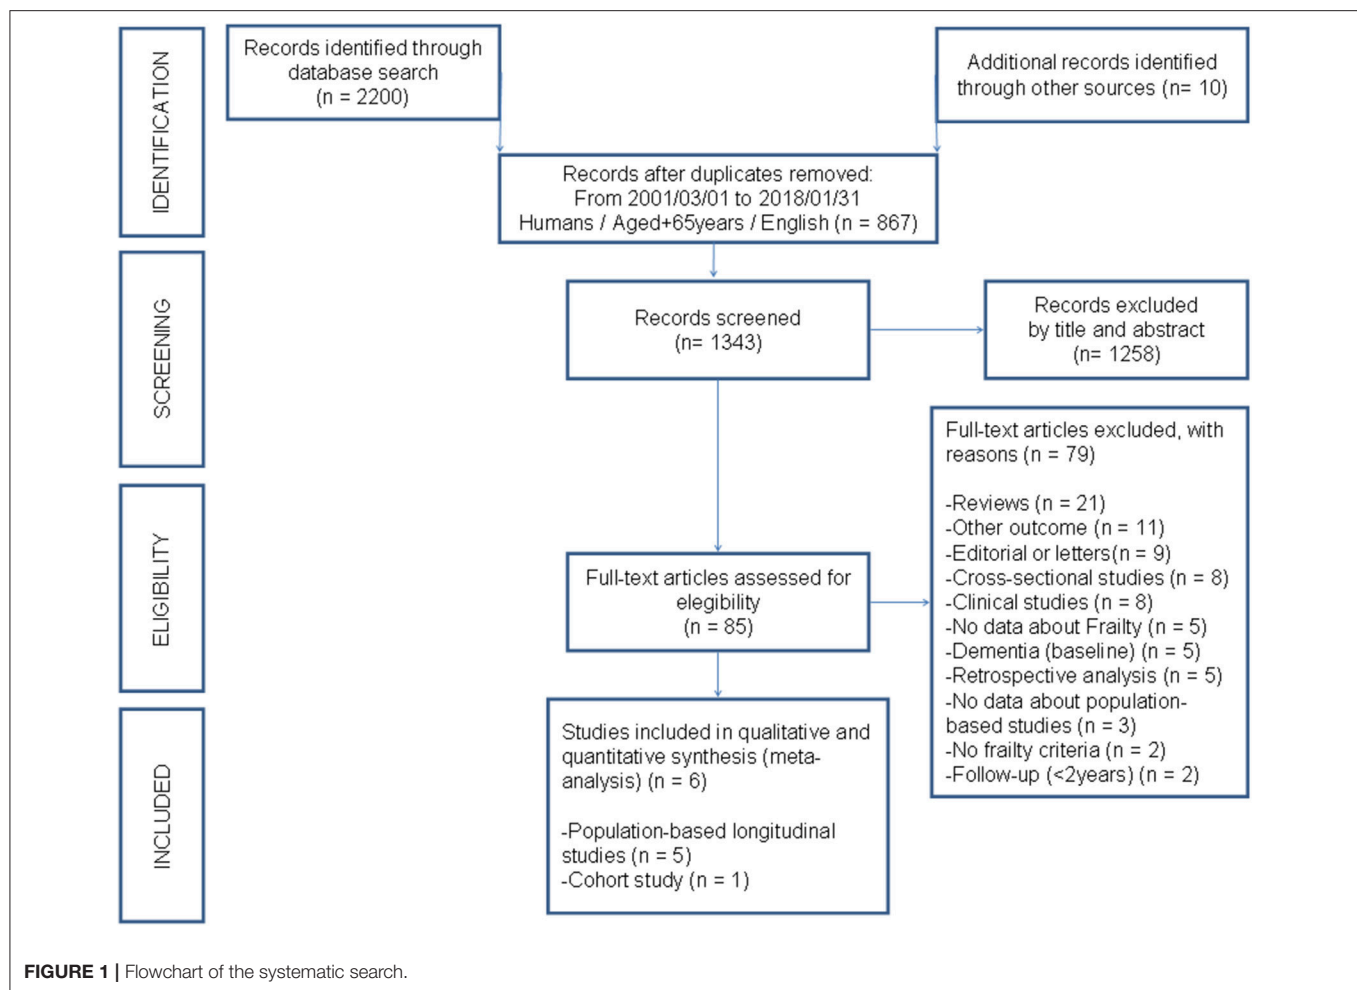 IDENTIFICATION
Records identified through
database search
(n = 2200)
Additional records identified
through other sources (n= 10)
Records after duplicates removed:
From 2001/03/01 to 2018/01/31
Humans / Aged+65years / English (n = 867)
SCREENING
Records screened
(n= 1343)
Records excluded
by title and abstract
(n= 1258)
ELIGIBILITY
Full-text articles assessed for
elegibility
(n = 85)
Full-text articles excluded, with
reasons (n = 79)
-Reviews (n = 21)
-Other outcome (n = 11)
-Editorial or letters(n = 9)
-Cross-sectional studies (n = 8)
-Clinical studies (n = 8)
-No data about Frailty (n = 5)
-Dementia (baseline) (n = 5)
-Retrospective analysis (n = 5)
-No data about population-
based studies (n = 3)
-No frailty criteria (n = 2)
-Follow-up (<2years) (n = 2)
INCLUDED
Studies included in qualitative and
quantitative synthesis (meta-
analysis) (n = 6)
-Population-based longitudinal
studies (n = 5)
-Cohort study (n = 1)
FIGURE 1 | Flowchart of the systematic search.